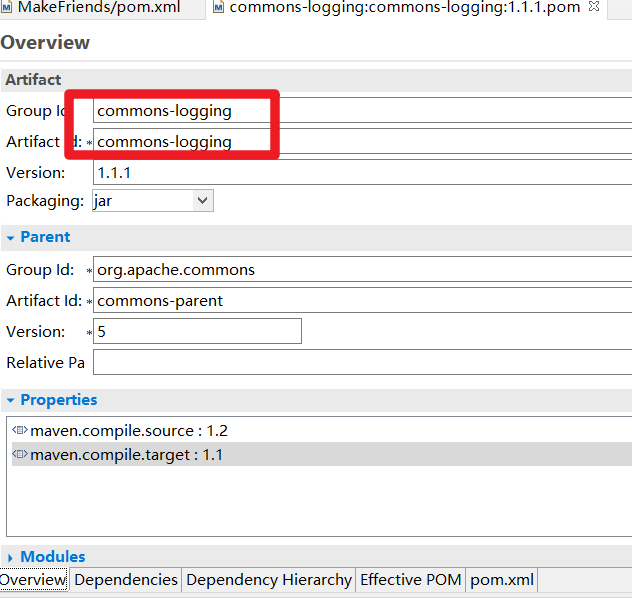 MakeFriends/pom.xml commons-logging:commons-logging:1.1.1.pom
Overview
Artifact
Group Id commons-logging
Artifact Id: * commons-logging
Version: 1.1.1
Packaging: jar
Parent
Group Id: * org.apache.commons
Artifact Id: * commons-parent
Version: * 5
Relative Pa
Properties
maven.compile.source : 1.2
maven.compile.target : 1.1
Modules
Overview Dependencies Dependency Hierarchy Effective POM pom.xml